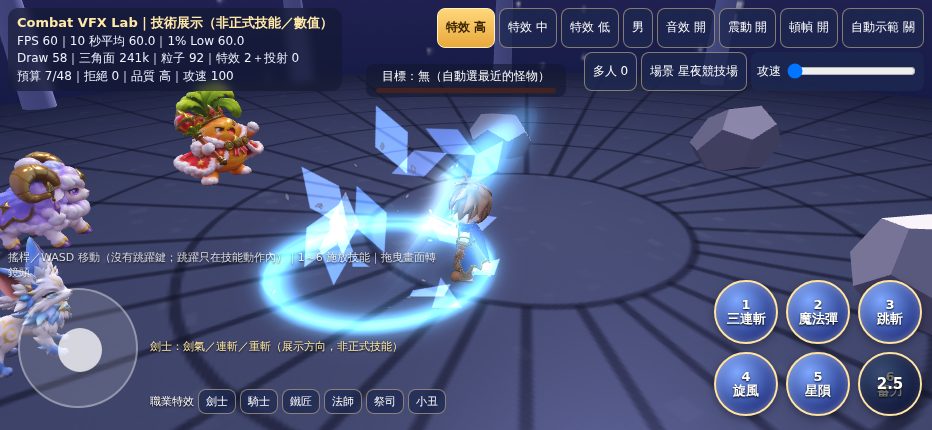 Combat VFX Lab｜技術展示（非正式技能／數值）
FPS 60｜10 秒平均 60.0｜1% Low 60.0
Draw 58｜三角面 241k｜粒子 92｜特效 2＋投射 0
預算 7/48｜拒絕 0｜品質 高｜攻速 100
特效 高
特效 中
特效 低
男
音效 開
震動 開
頓幀 開
自動示範 關
目標：無（自動選最近的怪物）
多人 0
場景 星夜競技場
攻速
搖桿／WASD 移動（沒有跳躍鍵；跳躍只在技能動作內）｜1～6 施放技能｜拖曳畫面轉
鏡頭
1
三連斬
2
魔法彈
3
跳斬
劍士：劍氣／連斬／重斬（展示方向，非正式技能）
4
旋風
5
星隕
2.5
職業特效
劍士
騎士
鐵匠
法師
祭司
小丑